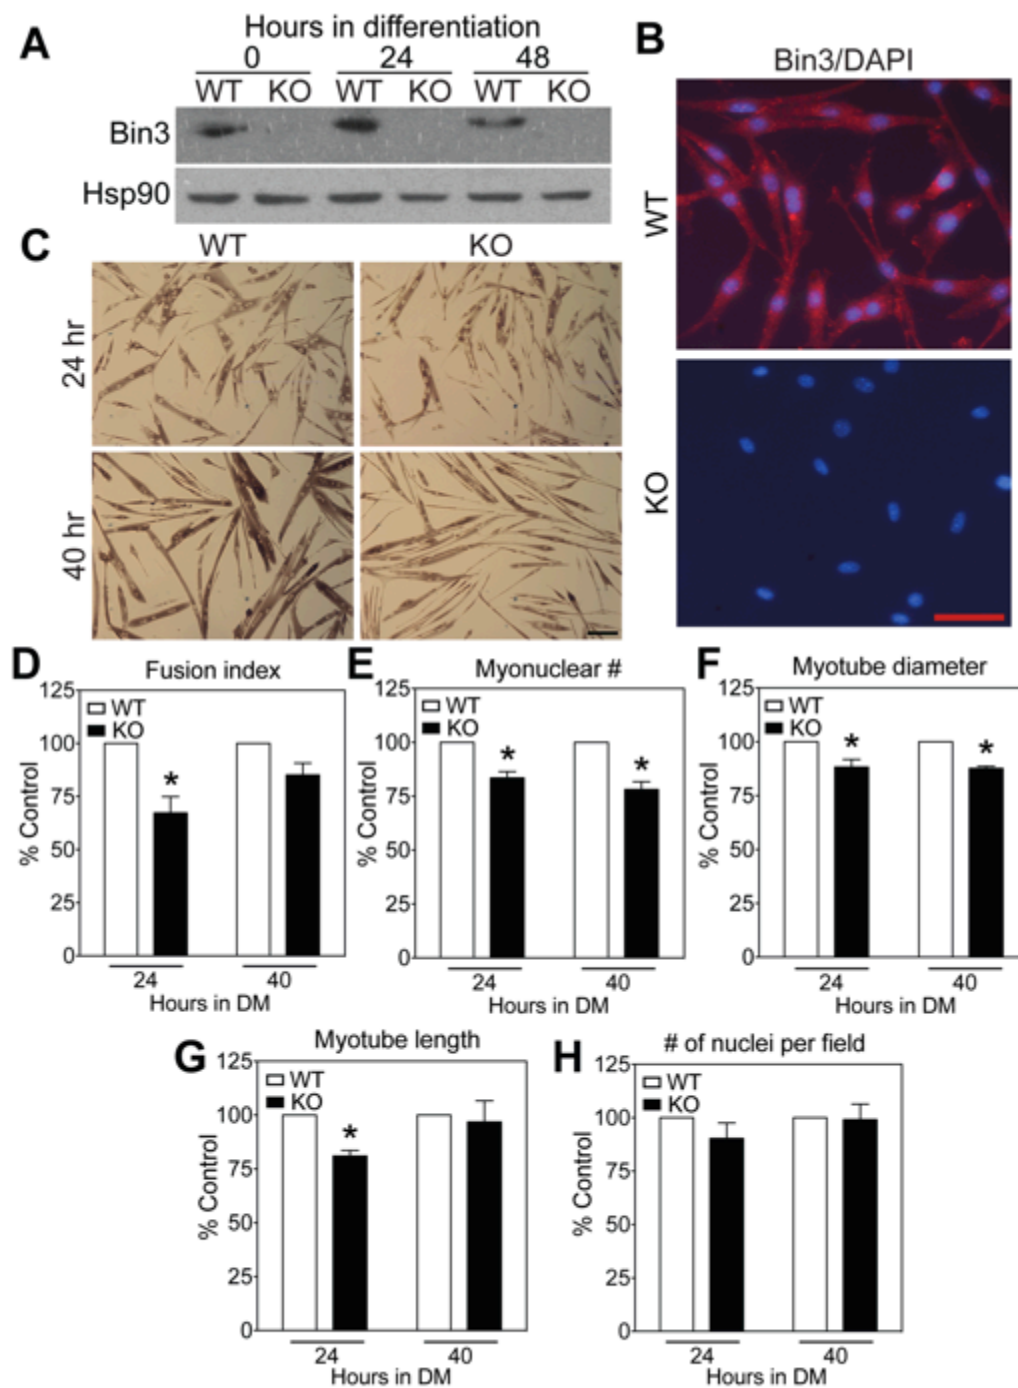 A
Hours in differentiation
0 24 48
WT KO WT KO WT KO
Bin3
Hsp90
B
Bin3/DAPI
WT
KO
C
WT KO
24 hr
40 hr
D
Fusion index
125
100
75
50
25
0
% Control
WT
KO
*
24 40
Hours in DM
E
Myonuclear #
125
100
75
50
25
0
% Control
WT
KO
* *
24 40
Hours in DM
F
Myotube diameter
125
100
75
50
25
0
% Control
WT
KO
* *
24 40
Hours in DM
G
Myotube length
125
100
75
50
25
0
% Control
WT
KO
*
24 40
Hours in DM
H
# of nuclei per field
125
100
75
50
25
0
% Control
WT
KO
24 40
Hours in DM